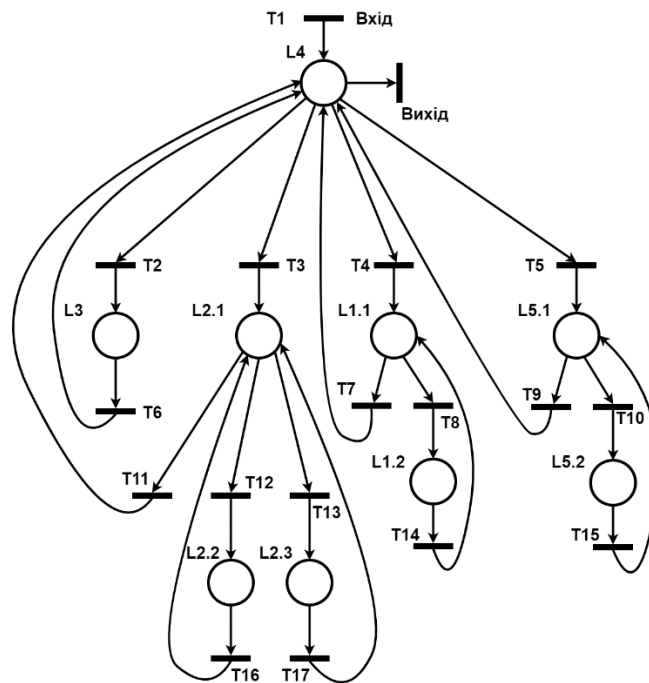 T1 Вхід
L4
Вихід
T2 T3 T4 T5
L3 L2.1 L1.1 L5.1
T7 T9
T6 T8 T10
L1.2 L5.2
T11 T12 T13
T14 T15
L2.2 L2.3
T16 T17